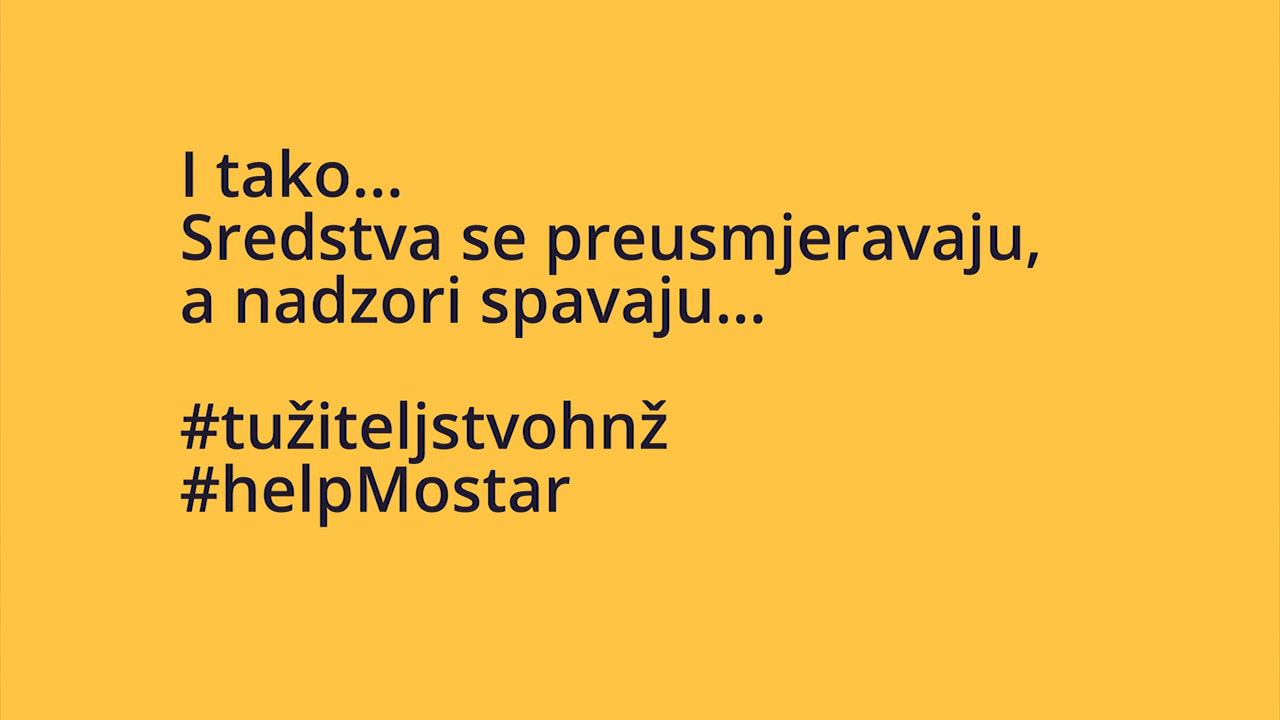 I tako...
Sredstva se preusmjeravaju,
a nadzori spavaju...
#tužiteljstvohnž
#helpMostar